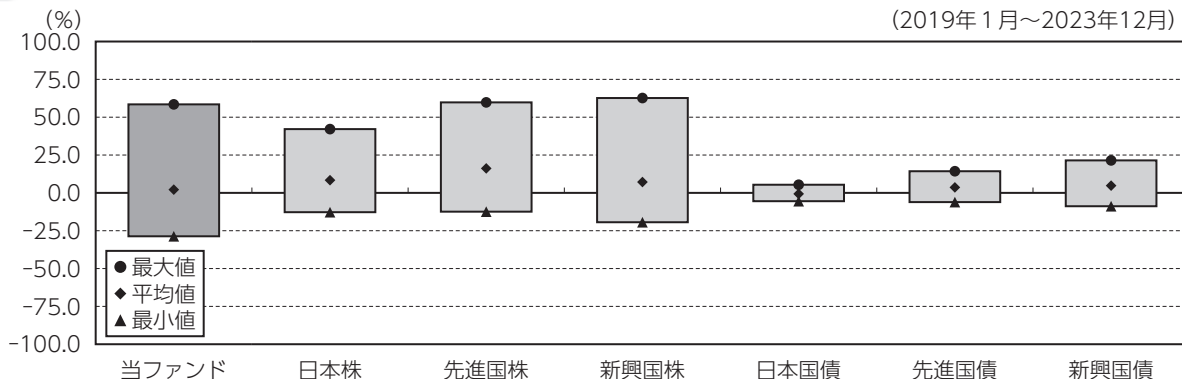 (%)
(2019年1月～2023年12月)
100.0
75.0
50.0
25.0
0.0
-25.0
-50.0
-75.0
-100.0
● 最大値
◆ 平均値
▲ 最小値
当ファンド 日本株 先進国株 新興国株 日本国債 先進国債 新興国債